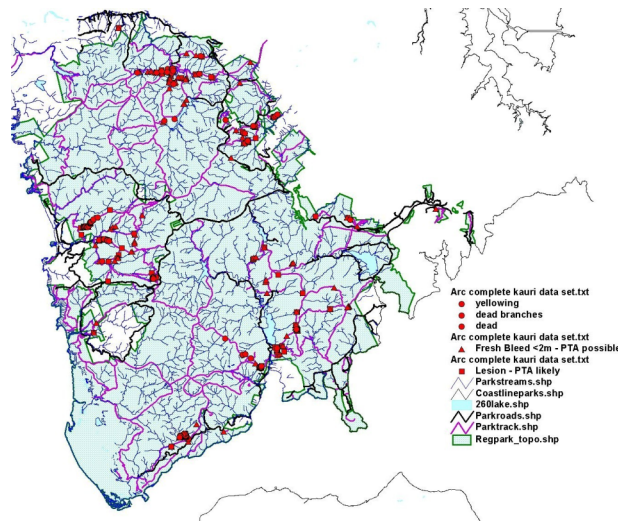 Arc complete kauri data set.txt
yellowing
dead branches
dead
Arc complete kauri data set.txt
Fresh Bleed <2m - PTA possible
Arc complete kauri data set.txt
Lesion - PTA likely
Parkstreams.shp
Coastlineparks.shp
260lake.shp
Parkroads.shp
Parktrack.shp
Regpark_topo.shp